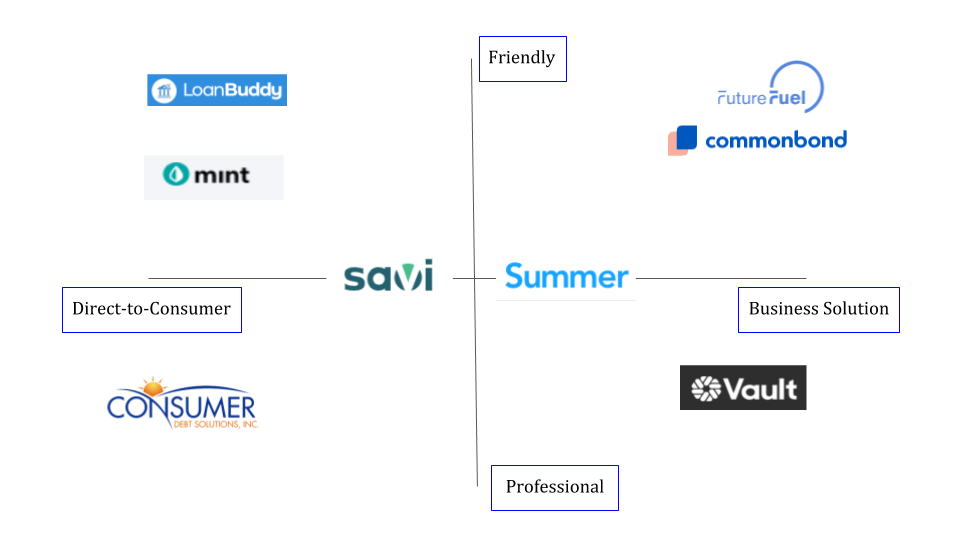 Friendly
LoanBuddy
FutureFuel
commonbond
mint
savi
Summer
Direct-to-Consumer
Business Solution
CONSUMER
DEBT SOLUTIONS, INC.
Vault
Professional